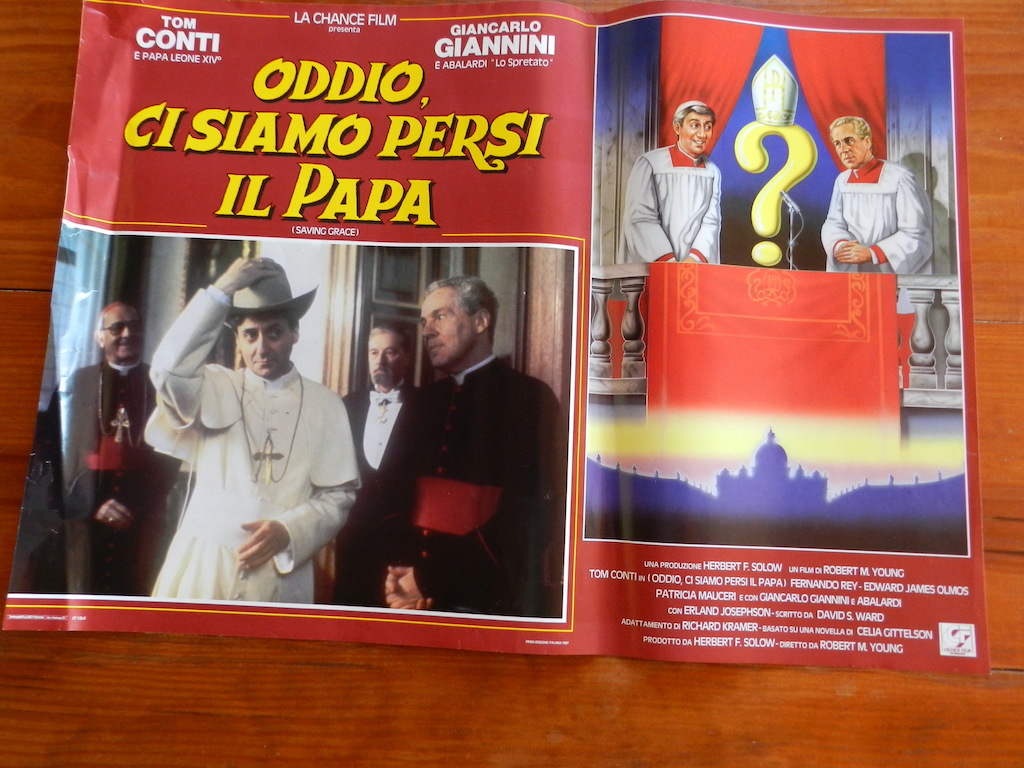 LA CHANCE FILM
presenta
TOM
CONTI
È PAPA LEONE XIV°
GIANCARLO
GIANNINI
È ABALARDI "Lo Spretato"
ODDIO,
CI SIAMO PERSI
IL PAPA
(SAVING GRACE)
?
UNA PRODUZIONE HERBERT F. SOLOW UN FILM DI ROBERT M. YOUNG
TOM CONTI IN (ODDIO, CI SIAMO PERSI IL PAPA) FERNANDO REY - EDWARD JAMES OLMOS
PATRICIA MAUCERI E CON GIANCARLO GIANNINI È ABALARDI
CON ERLAND JOSEPHSON - SCRITTO DA DAVID S. WARD
ADATTAMENTO DI RICHARD KRAMER - BASATO SU UNA NOVELLA DI CELIA GITTELSON
PRODOTTO DA HERBERT F. SOLOW - DIRETTO DA ROBERT M. YOUNG